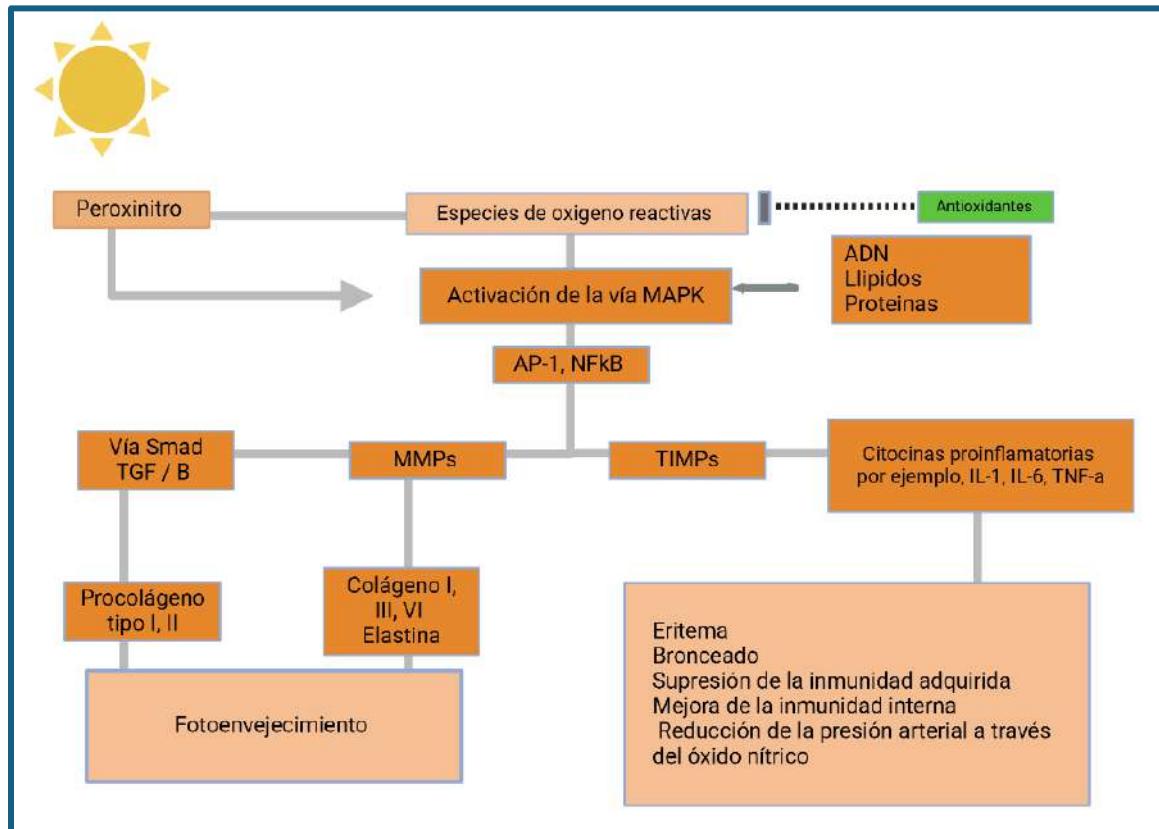 Peroxinitro
Especies de oxigeno reactivas
Antioxidantes
ADN
Llipidos
Proteinas
Activación de la vía MAPK
AP-1, NFkB
Vía Smad
TGF / B
MMPs
TIMPs
Citocinas proinflamatorias
por ejemplo, IL-1, IL-6, TNF-a
Procolágeno
tipo I, II
Colágeno I,
III, VI
Elastina
Fotoenvejecimiento
Eritema
Bronceado
Supresión de la inmunidad adquirida
Mejora de la inmunidad interna
Reducción de la presión arterial a través
del óxido nítrico